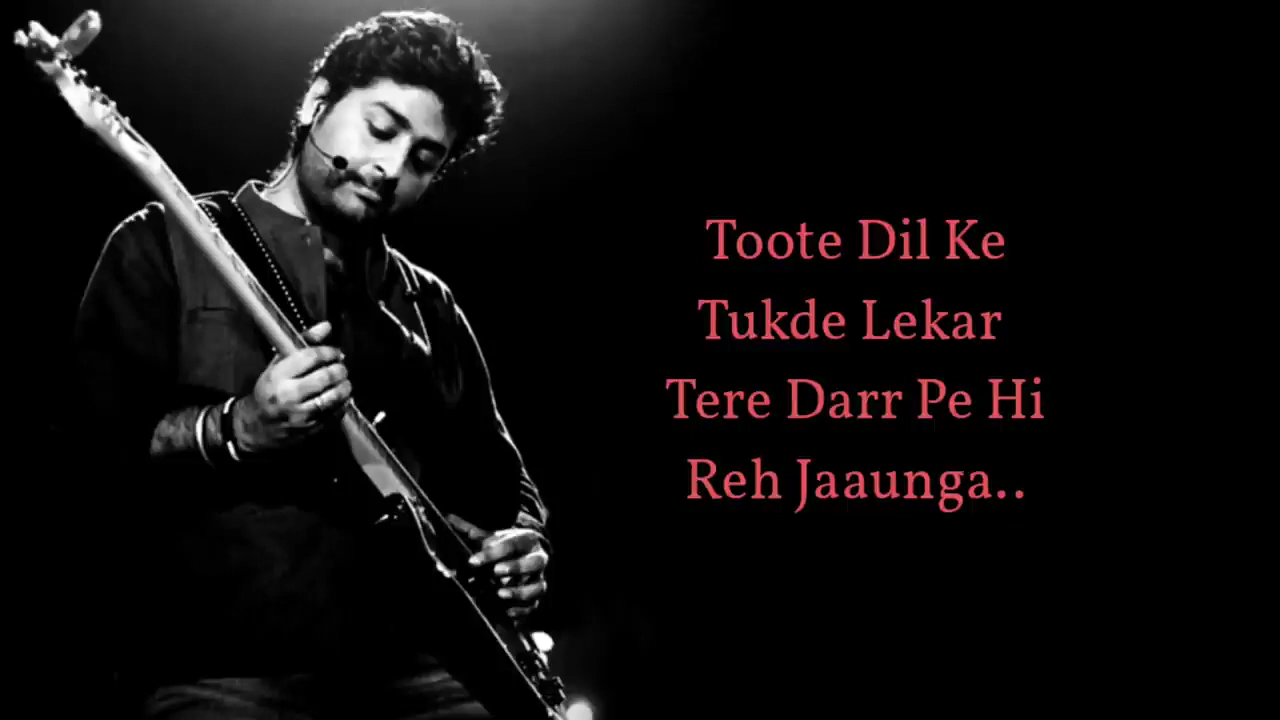 Toote Dil Ke
Tukde Lekar
Tere Darr Pe Hi
Reh Jaaunga..